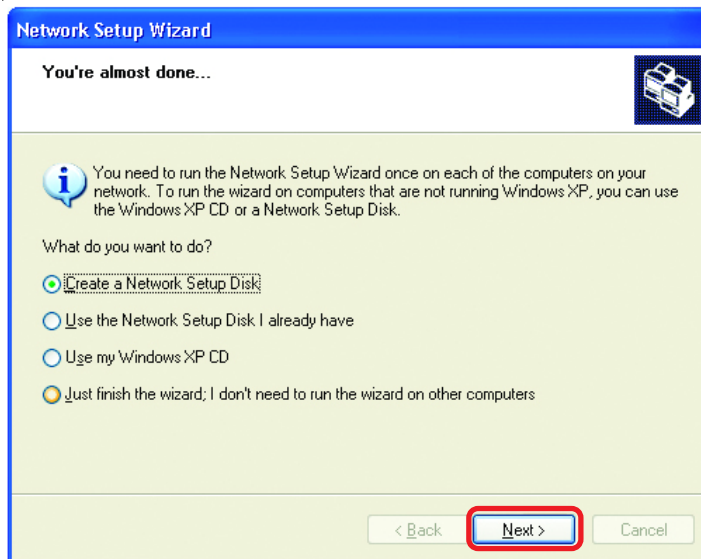 Network Setup Wizard
You're almost done...
You need to run the Network Setup Wizard once on each of the computers on your
network. To run the wizard on computers that are not running Windows XP, you can use
the Windows XP CD or a Network Setup Disk.
What do you want to do?
Create a Network Setup Disk
Use the Network Setup Disk I already have
Use my Windows XP CD
Just finish the wizard; I don't need to run the wizard on other computers
< Back Next > Cancel